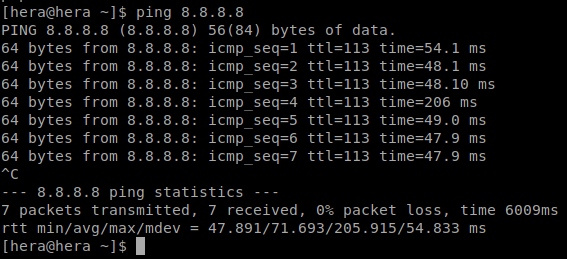 [hera@hera ~]$ ping 8.8.8.8
PING 8.8.8.8 (8.8.8.8) 56(84) bytes of data.
64 bytes from 8.8.8.8: icmp_seq=1 ttl=113 time=54.1 ms
64 bytes from 8.8.8.8: icmp_seq=2 ttl=113 time=48.1 ms
64 bytes from 8.8.8.8: icmp_seq=3 ttl=113 time=48.10 ms
64 bytes from 8.8.8.8: icmp_seq=4 ttl=113 time=206 ms
64 bytes from 8.8.8.8: icmp_seq=5 ttl=113 time=49.0 ms
64 bytes from 8.8.8.8: icmp_seq=6 ttl=113 time=47.9 ms
64 bytes from 8.8.8.8: icmp_seq=7 ttl=113 time=47.9 ms
^C
--- 8.8.8.8 ping statistics ---
7 packets transmitted, 7 received, 0% packet loss, time 6009ms
rtt min/avg/max/mdev = 47.891/71.693/205.915/54.833 ms
[hera@hera ~]$